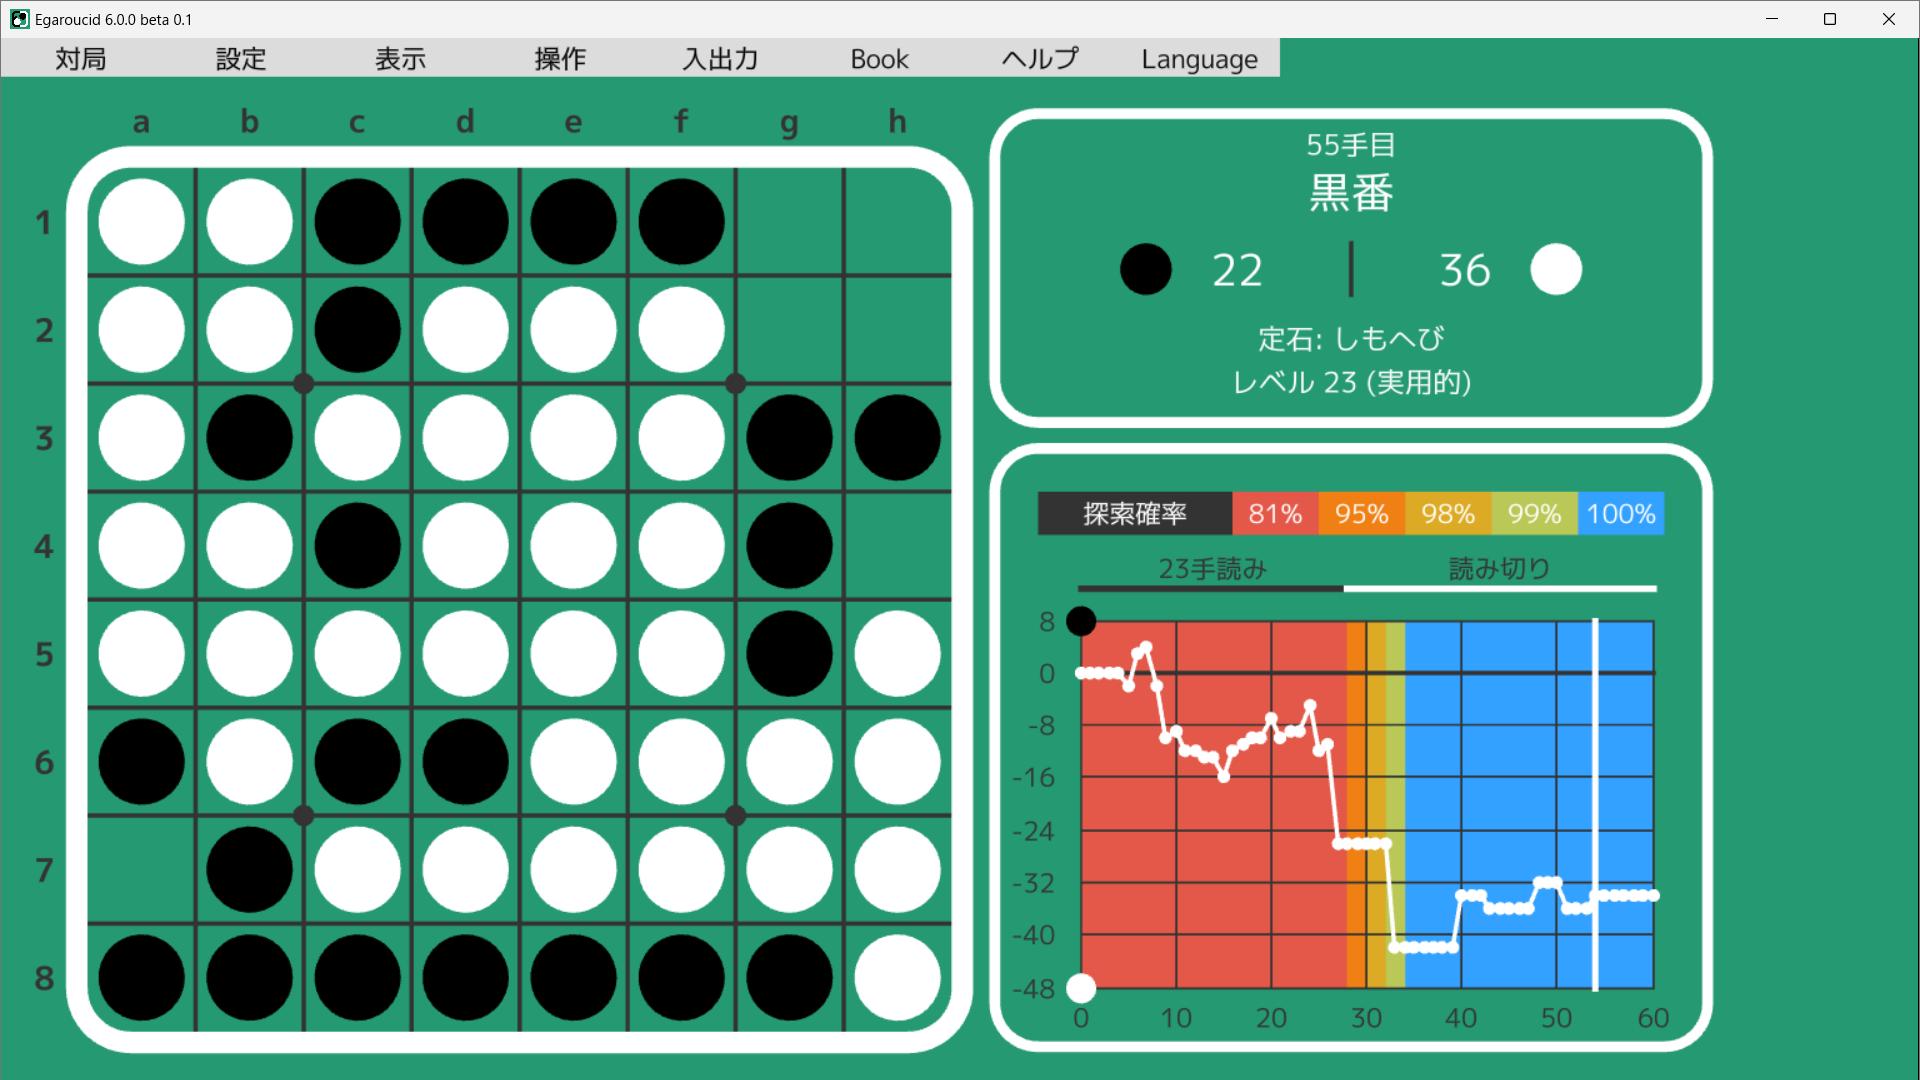 Egaroucid 6.0.0 beta 0.1
対局 設定 表示 操作 入出力 Book ヘルプ Language
a b c d e f g h
1
2
3
4
5
6
7
8
55手目
黒番
22 36
定石: しもへび
レベル 23 (実用的)
探索確率 81% 95% 98% 99% 100%
23手読み 読み切り
8
0
-8
-16
-24
-32
-40
-48
0 10 20 30 40 50 60